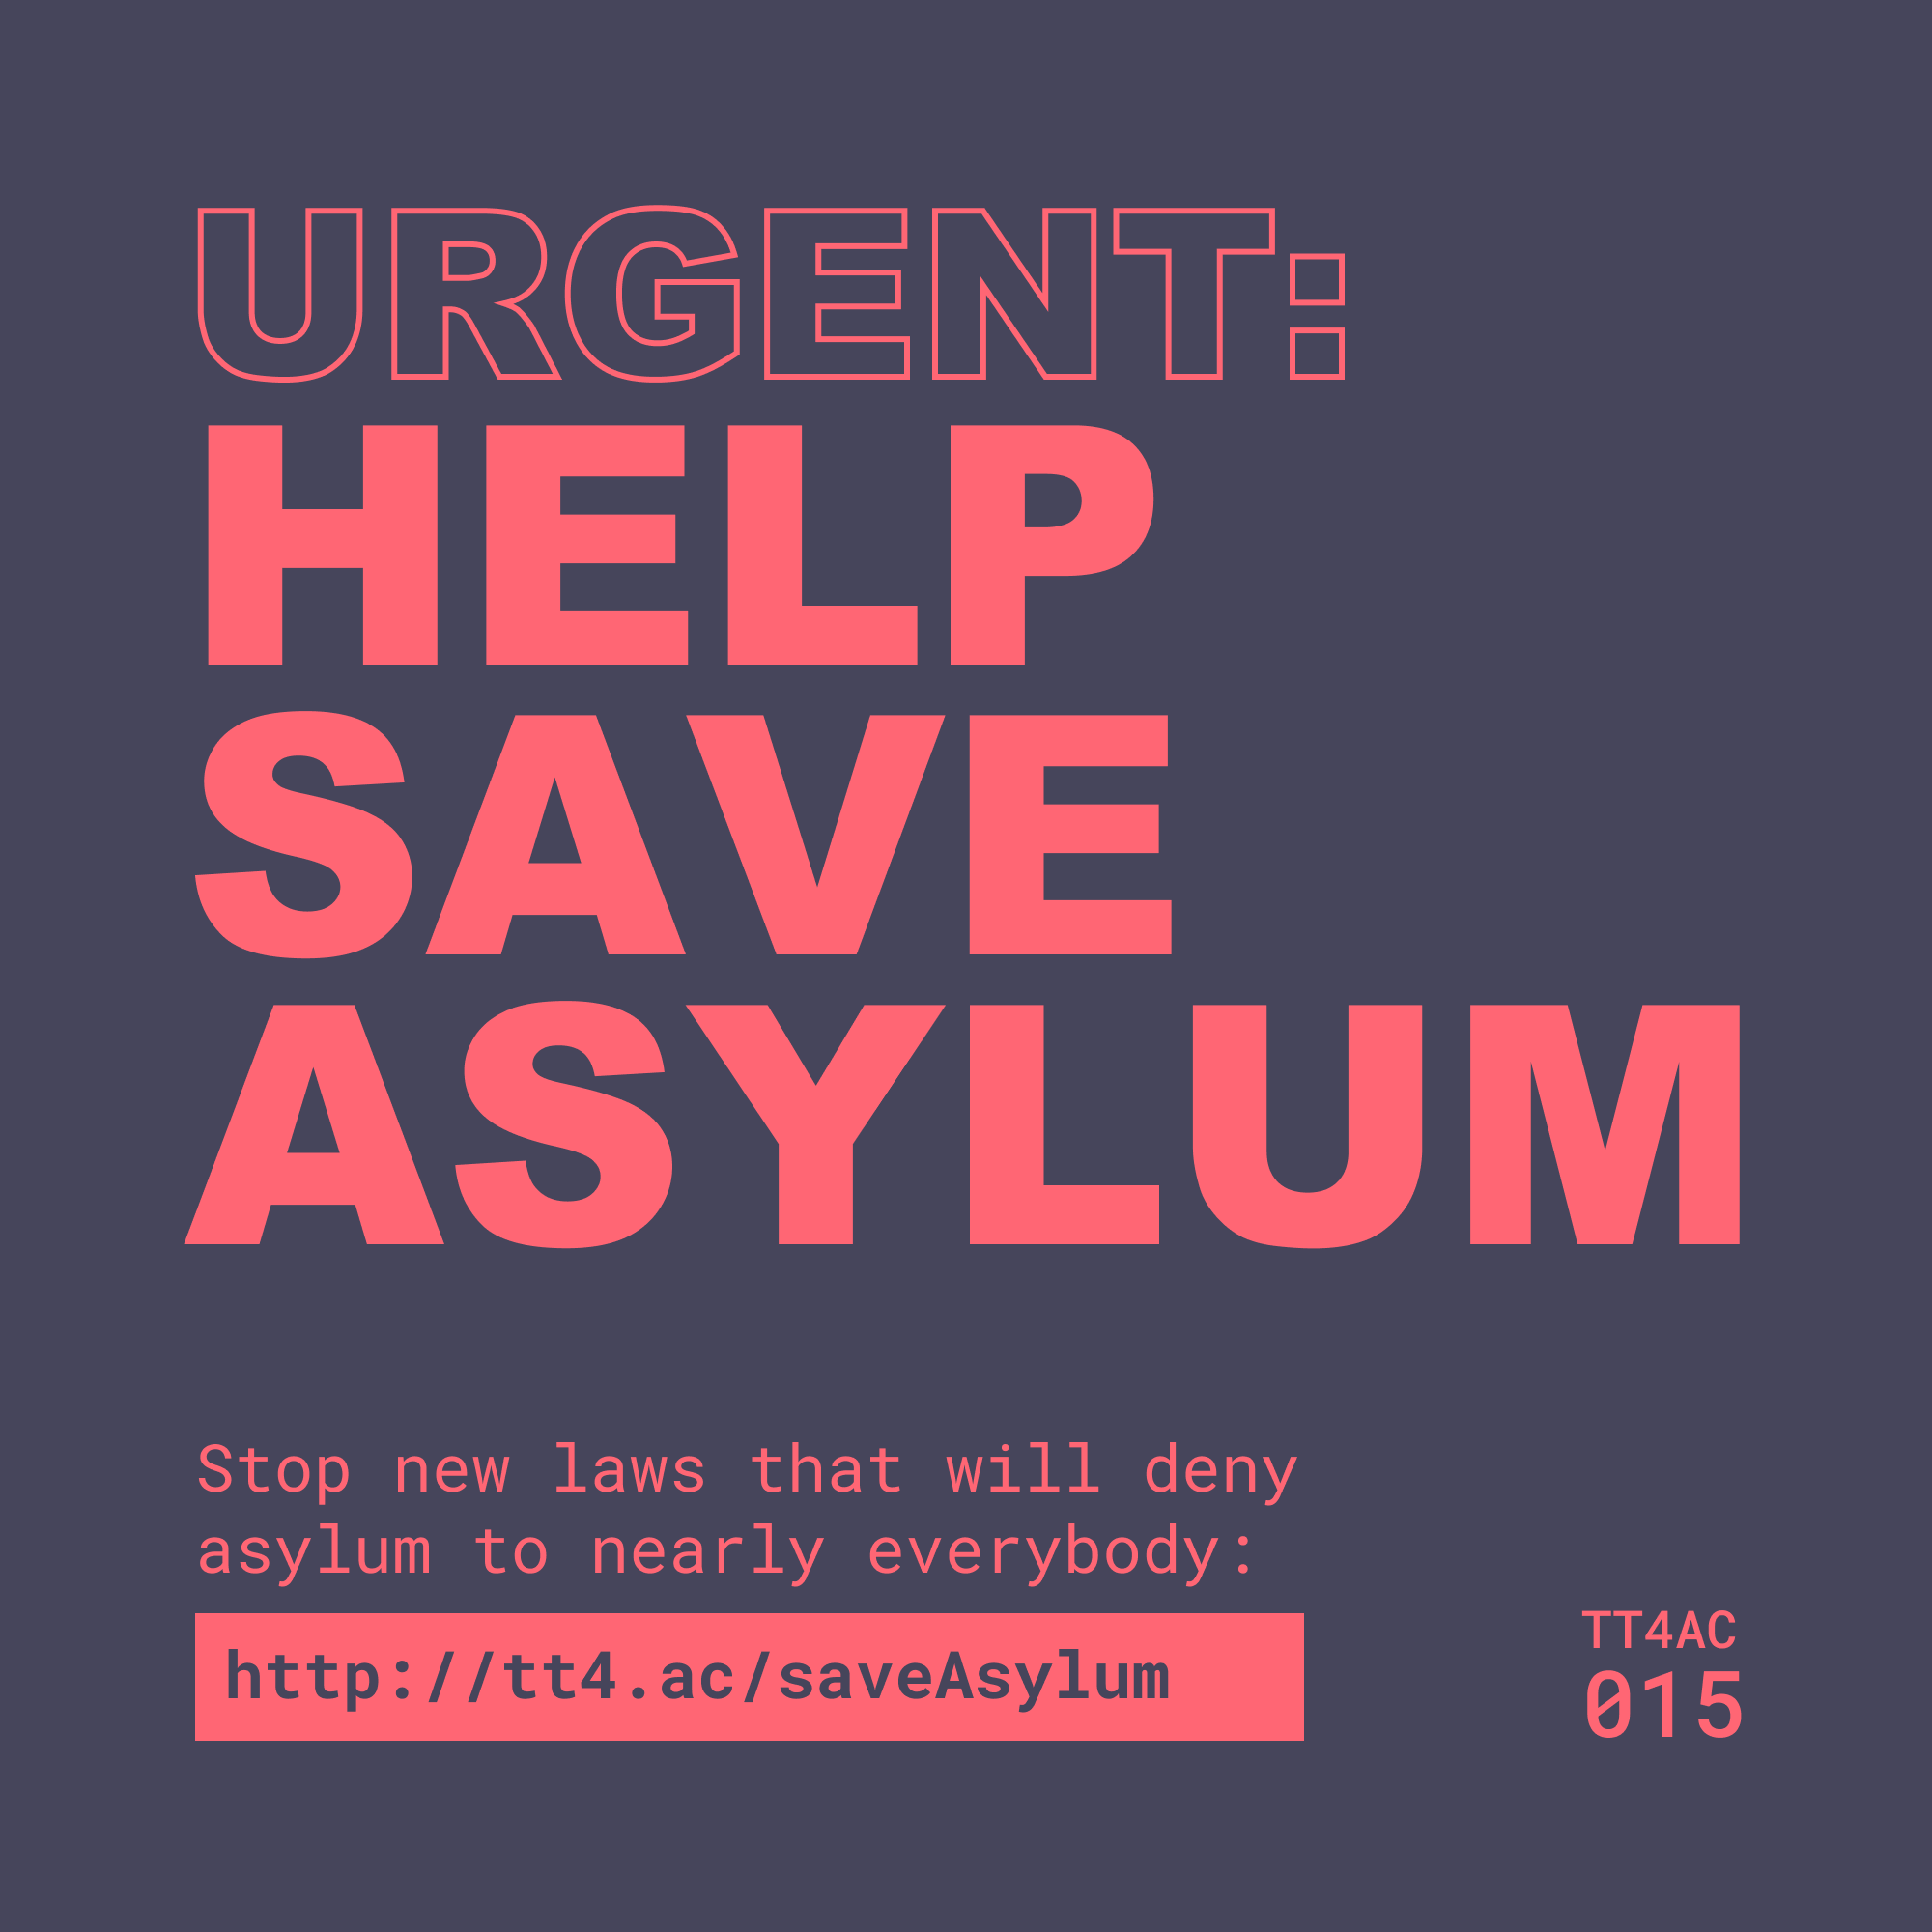 URGENT:
HELP
SAVE
ASYLUM
Stop new laws that will deny
asylum to nearly everybody:
http://tt4.ac/saveAsylum
TT4AC
015